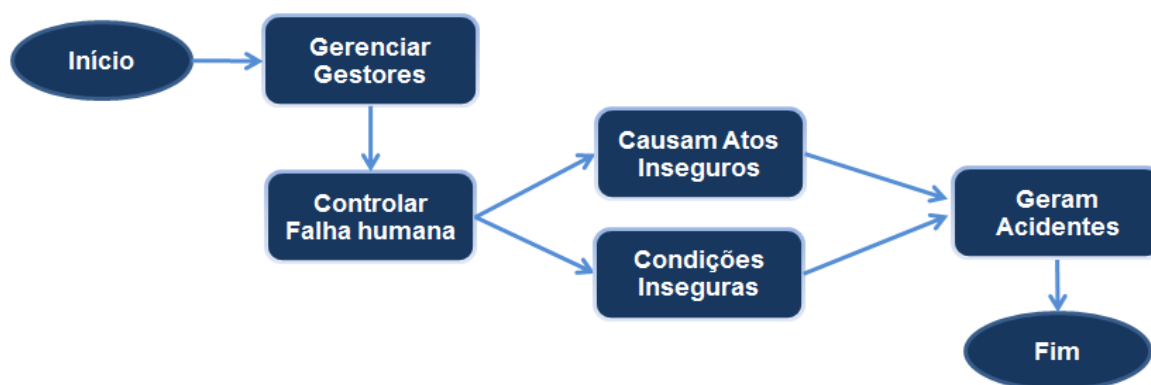 Início
Gerenciar
Gestores
Controlar
Falha humana
Causam Atos
Inseguros
Condições
Inseguras
Geram
Acidentes
Fim